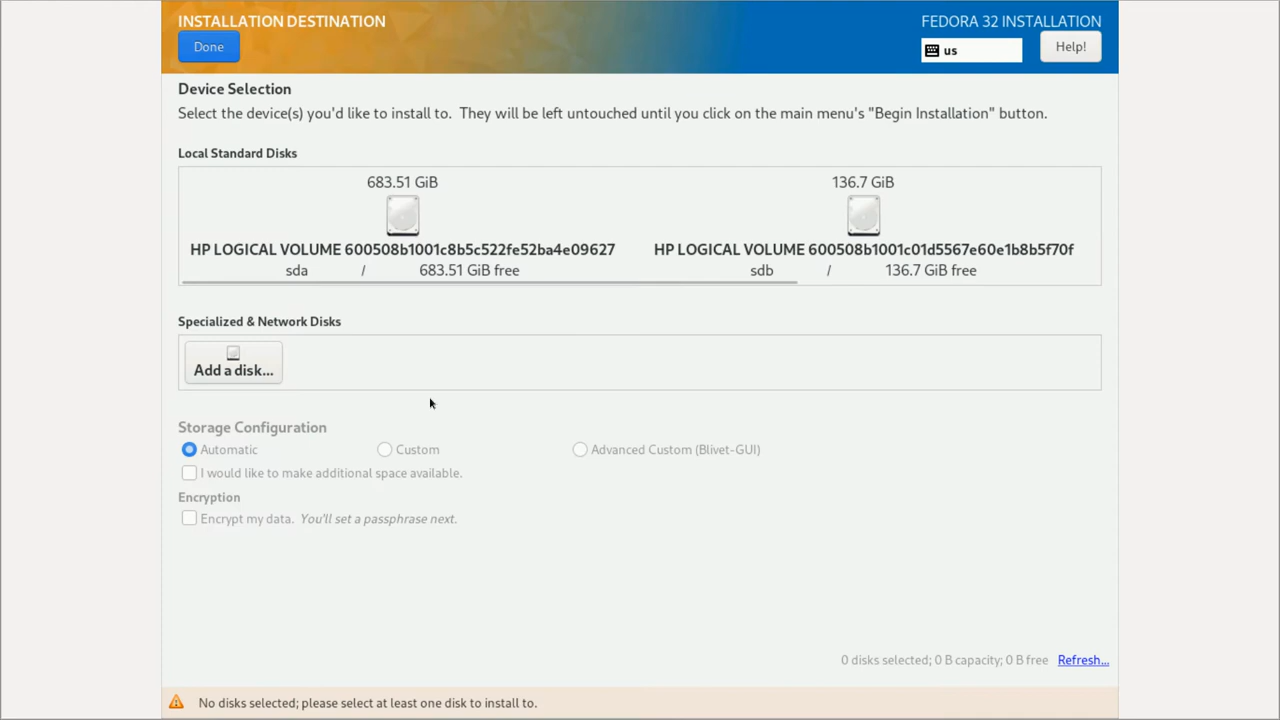 INSTALLATION DESTINATION
FEDORA 32 INSTALLATION
Done
us
Help!
Device Selection
Select the device(s) you'd like to install to.  They will be left untouched until you click on the main menu's "Begin Installation" button.
Local Standard Disks
683.51 GiB
HP LOGICAL VOLUME 600508b1001c8b5c522fe52ba4e09627
sda / 683.51 GiB free
136.7 GiB
HP LOGICAL VOLUME 600508b1001c01d5567e60e1b8b5f70f
sdb / 136.7 GiB free
Specialized & Network Disks
Add a disk...
Storage Configuration
Automatic
Custom
Advanced Custom (Blivet-GUI)
I would like to make additional space available.
Encryption
Encrypt my data. You'll set a passphrase next.
0 disks selected; 0 B capacity; 0 B free
Refresh...
No disks selected; please select at least one disk to install to.